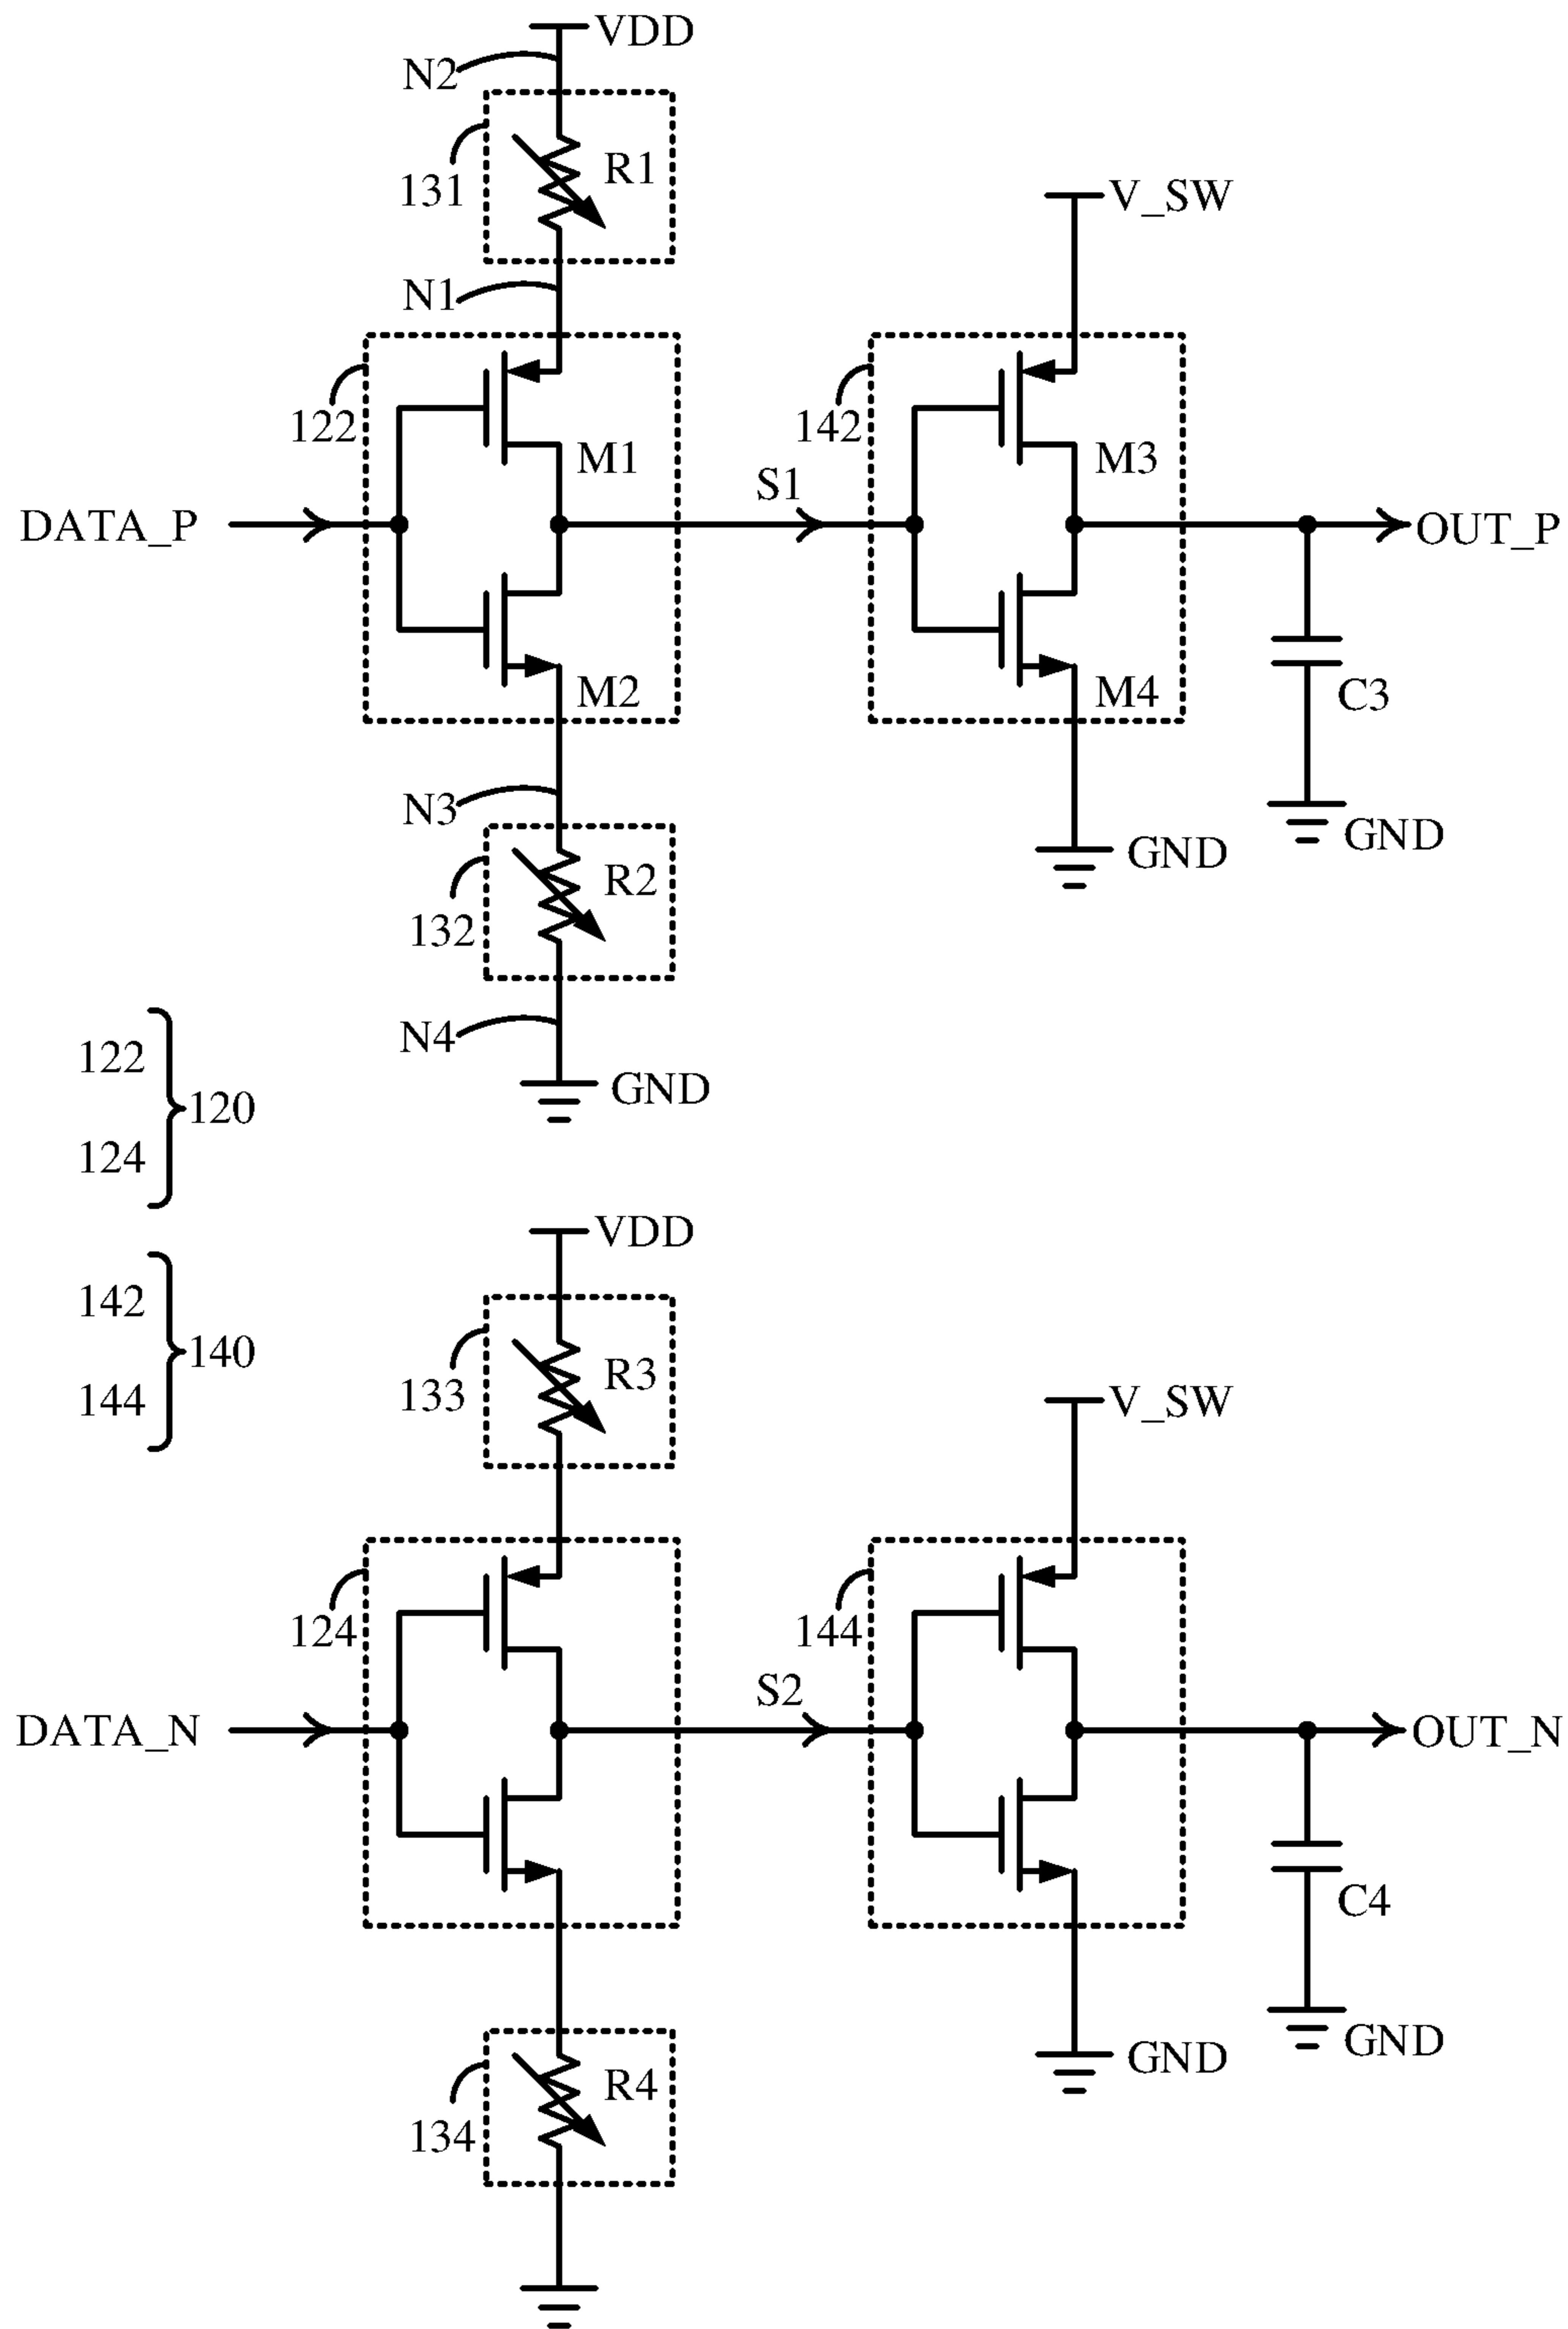 VDD
N2
R1
131
V_SW
N1
122
142
M1
M3
S1
DATA_P
OUT_P
M2
M4
C3
N3
GND
GND
R2
132
N4
GND
122
120
124
VDD
142
140
144
R3
133
V_SW
124
144
S2
DATA_N
OUT_N
C4
GND
GND
R4
134